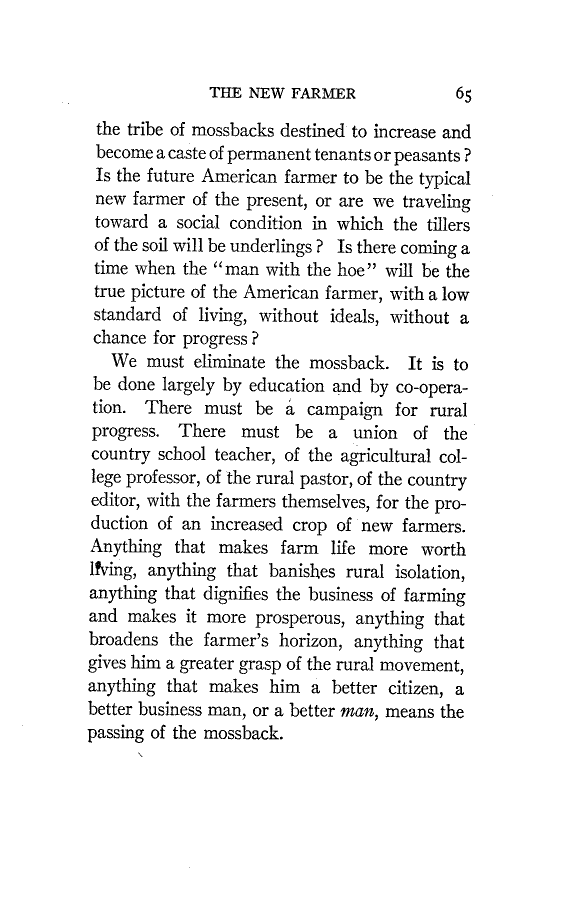 THE NEW FARMER 65
the tribe of mossbacks destined to increase and
become a caste of permanent tenants or peasants ?
Is the future American farmer to be the typical
new farmer of the present, or are we traveling
toward a social condition in which the tillers
of the soil will be underlings ? Is there coming a
time when the "man with the hoe" will be the
true picture of the American farmer, with a low
standard of living, without ideals, without a
chance for progress ?
We must eliminate the mossback. It is to
be done largely by education and by co-opera-
tion. There must be a campaign for rural
progress. There must be a union of the
country school teacher, of the agricultural col-
lege professor, of the rural pastor, of the country
editor, with the farmers themselves, for the pro-
duction of an increased crop of new farmers.
Anything that makes farm life more worth
living, anything that banishes rural isolation,
anything that dignifies the business of farming
and makes it more prosperous, anything that
broadens the farmer's horizon, anything that
gives him a greater grasp of the rural movement,
anything that makes him a better citizen, a
better business man, or a better man, means the
passing of the mossback.